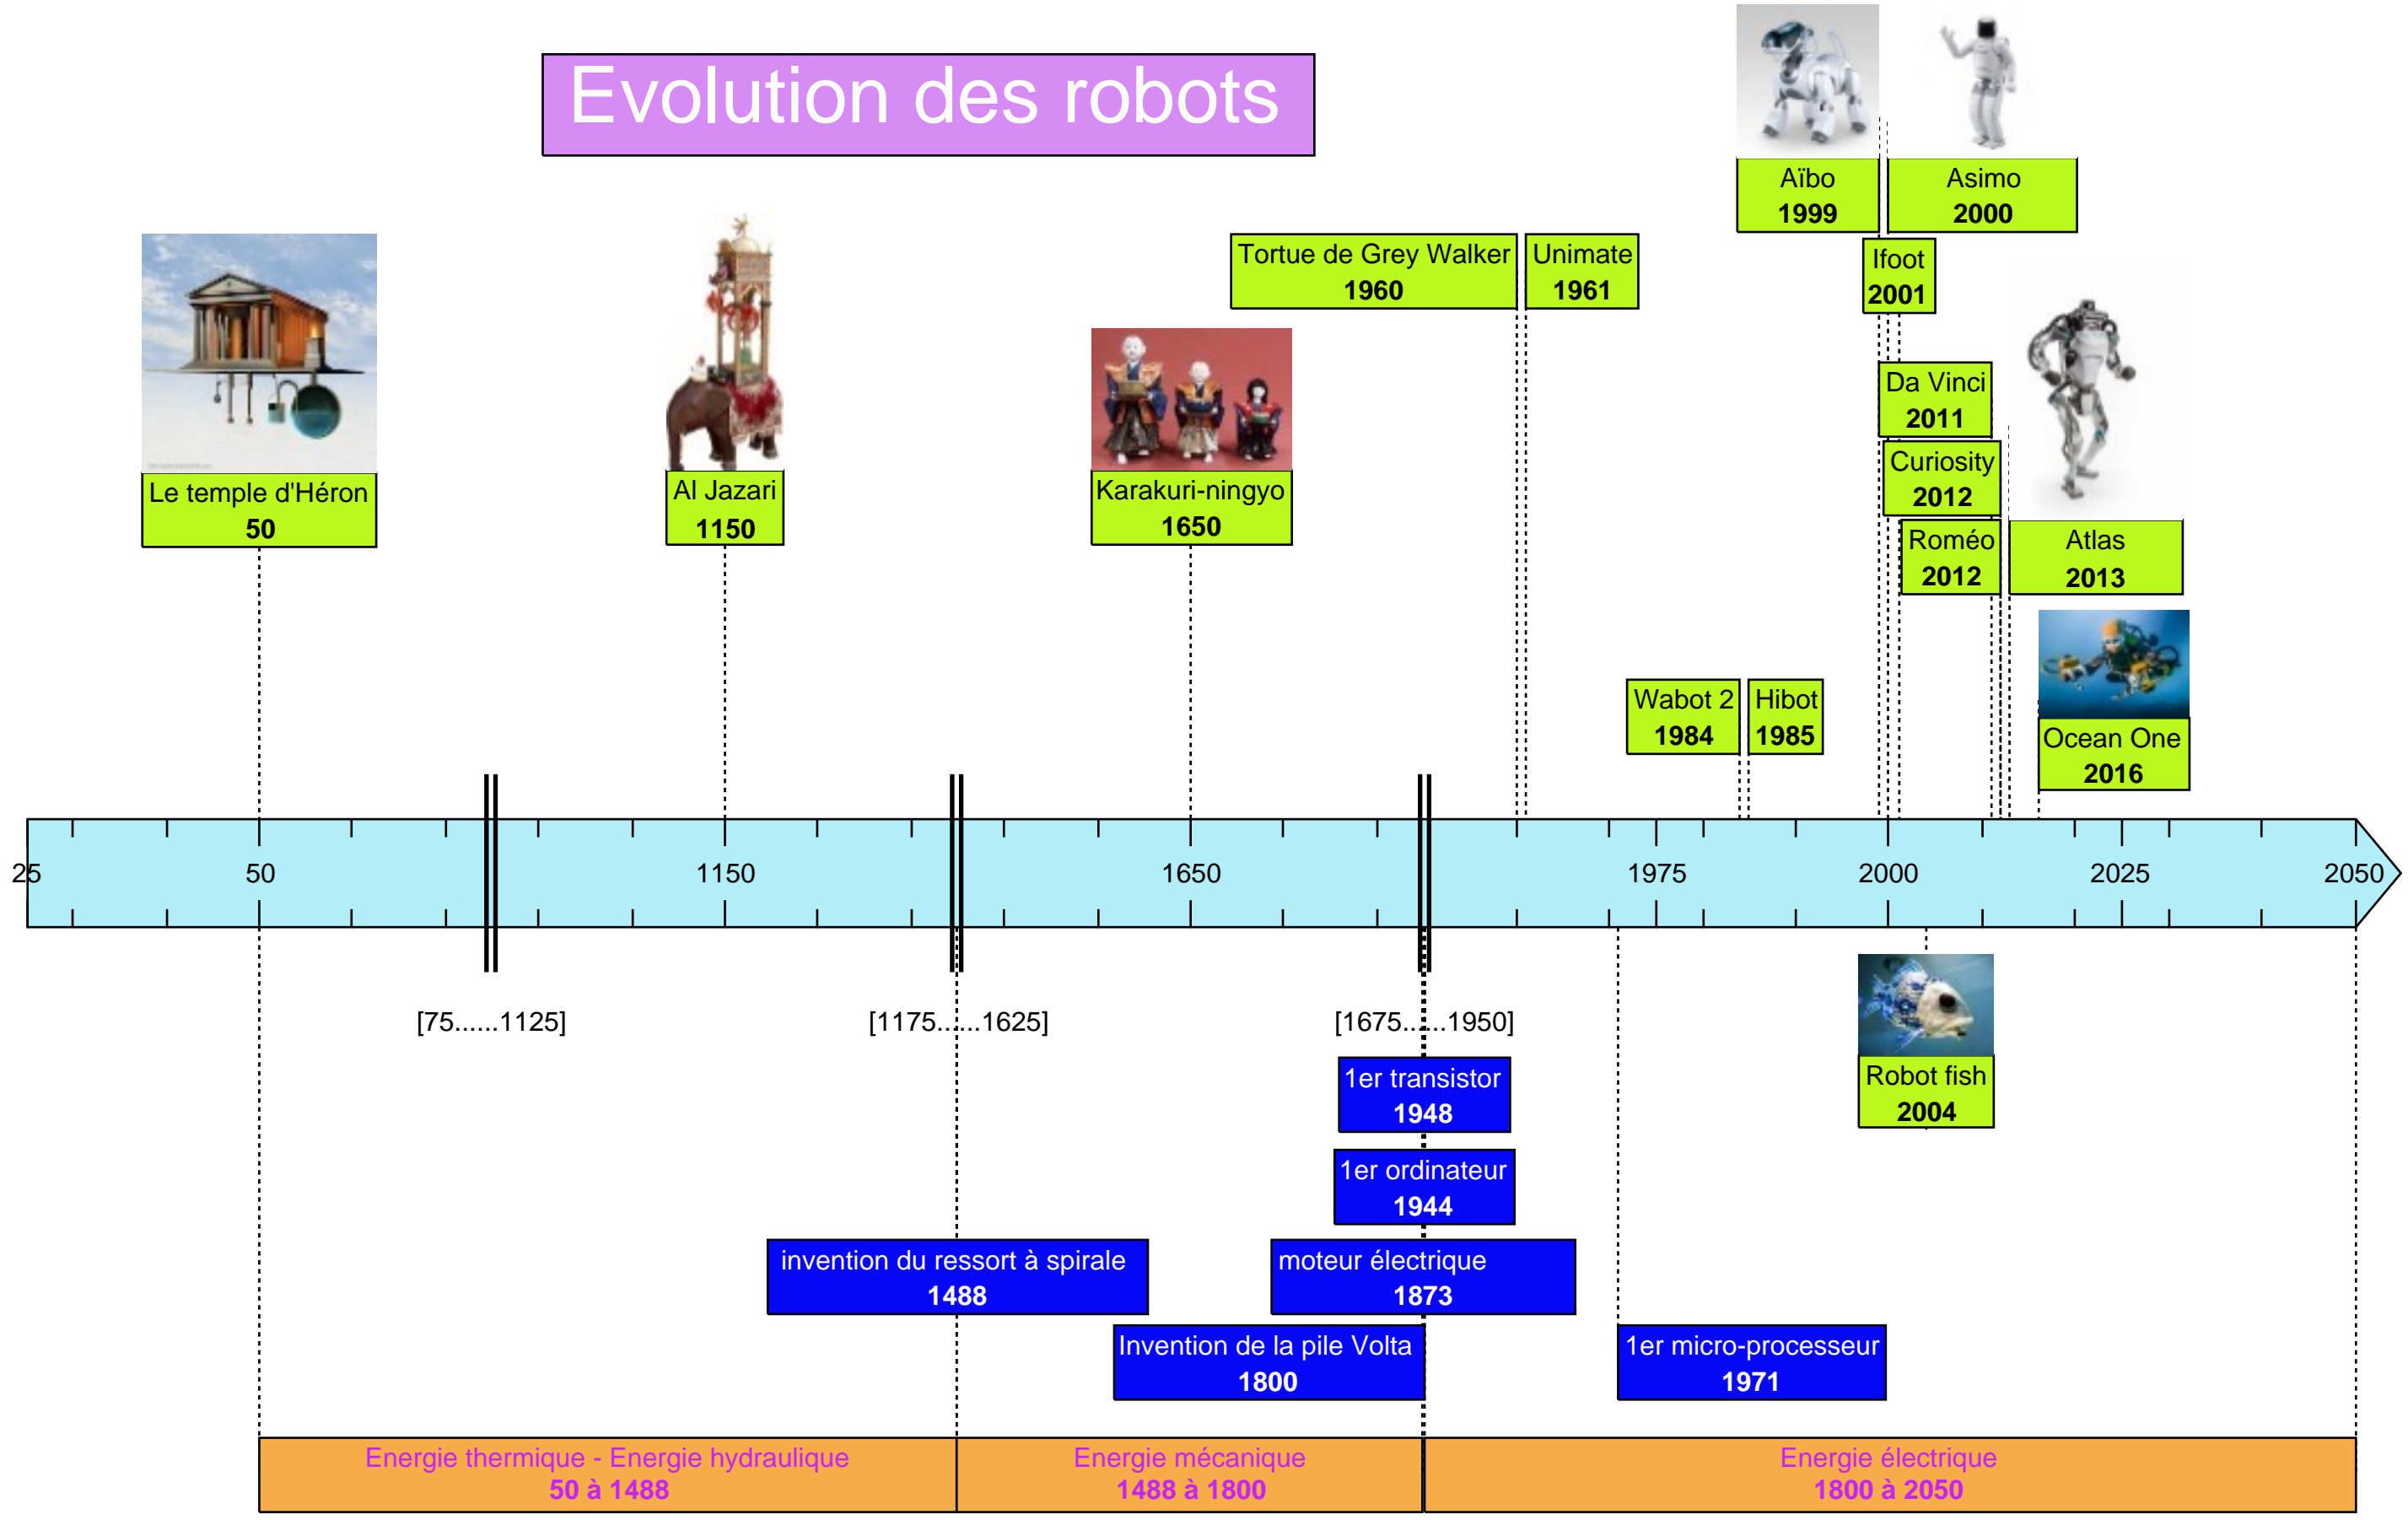 Evolution des robots
Aïbo
1999
Asimo
2000
Tortue de Grey Walker
1960
Unimate
1961
Ifoot
2001
Da Vinci
2011
Curiosity
2012
Roméo
2012
Atlas
2013
Le temple d'Héron
50
Al Jazari
1150
Karakuri-ningyo
1650
Wabot 2
1984
Hibot
1985
Ocean One
2016
25
50
1150
1650
1975
2000
2025
2050
[75......1125]
[1175......1625]
[1675......1950]
1er transistor
1948
Robot fish
2004
1er ordinateur
1944
invention du ressort à spirale
1488
moteur électrique
1873
Invention de la pile Volta
1800
1er micro-processeur
1971
Energie thermique - Energie hydraulique
50 à 1488
Energie mécanique
1488 à 1800
Energie électrique
1800 à 2050